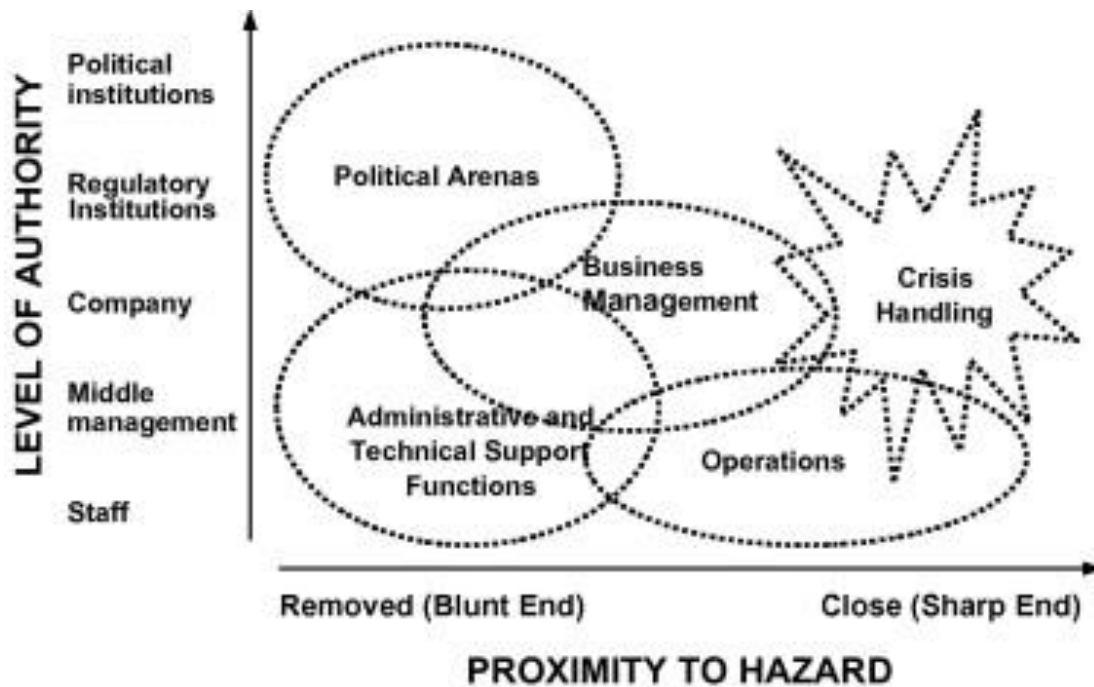 LEVEL OF AUTHORITY
Political
institutions
Regulatory
Institutions
Company
Middle
management
Staff
Political Arenas
Business
Management
Crisis
Handling
Administrative and
Technical Support
Functions
Operations
Removed (Blunt End)
Close (Sharp End)
PROXIMITY TO HAZARD